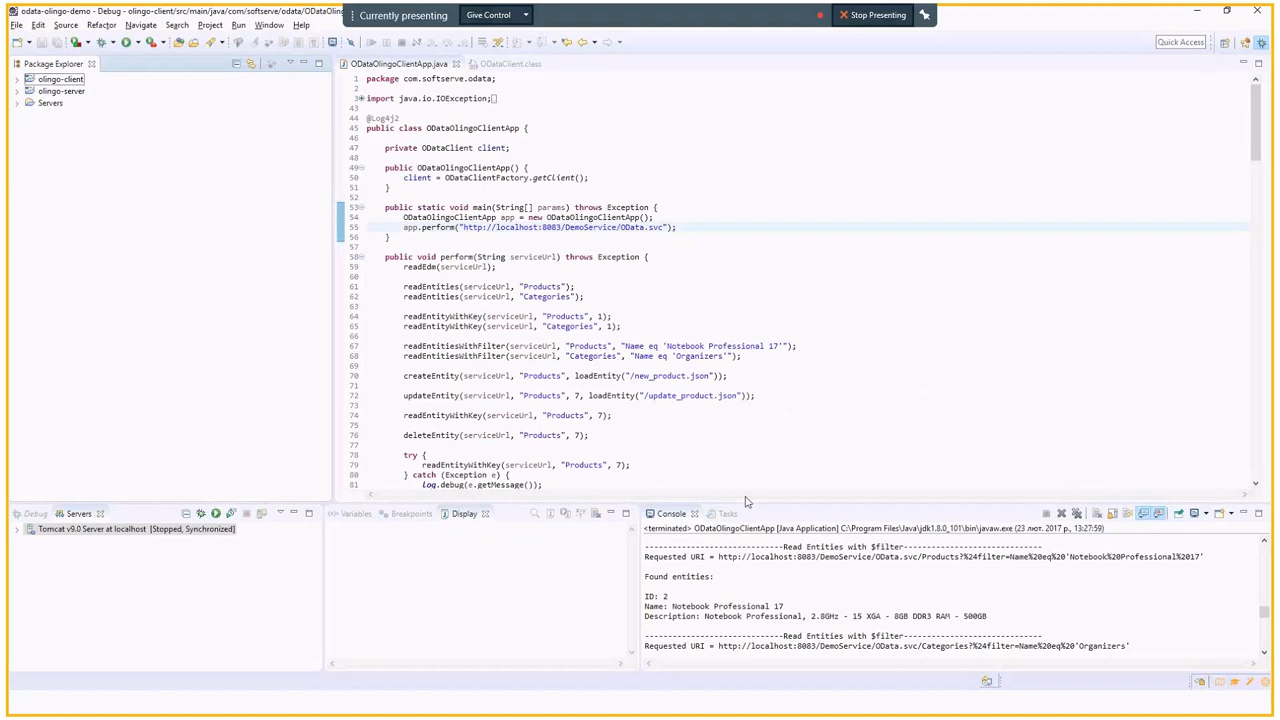 odata-olingo-demo - Debug - olingo-client/src/main/java/com/softserve/odata/ODataOlin
Currently presenting
Give Control
Stop Presenting
File Edit Source Refactor Navigate Search Project Run Window Help
Quick Access
Package Explorer
olingo-client
olingo-server
Servers
ODataOlingoClientApp.java
ODataClient.class
1 package com.softserve.odata;
2
3 import java.io.IOException;
43
44 @Log4j2
45 public class ODataOlingoClientApp {
46
47 private ODataClient client;
48
49 public ODataOlingoClientApp() {
50 client = ODataClientFactory.getClient();
51 }
52
53 public static void main(String[] params) throws Exception {
54 ODataOlingoClientApp app = new ODataOlingoClientApp();
55 app.perform("http://localhost:8083/DemoService/OData.svc");
56 }
57
58 public void perform(String serviceUrl) throws Exception {
59 readEdm(serviceUrl);
60
61 readEntities(serviceUrl, "Products");
62 readEntities(serviceUrl, "Categories");
63
64 readEntityWithKey(serviceUrl, "Products", 1);
65 readEntityWithKey(serviceUrl, "Categories", 1);
66
67 readEntitiesWithFilter(serviceUrl, "Products", "Name eq 'Notebook Professional 17'");
68 readEntitiesWithFilter(serviceUrl, "Categories", "Name eq 'Organizers'");
69
70 createEntity(serviceUrl, "Products", loadEntity("/new_product.json"));
71
72 updateEntity(serviceUrl, "Products", 7, loadEntity("/update_product.json"));
73
74 readEntityWithKey(serviceUrl, "Products", 7);
75
76 deleteEntity(serviceUrl, "Products", 7);
77
78 try {
79 readEntityWithKey(serviceUrl, "Products", 7);
80 } catch (Exception e) {
81 log.debug(e.getMessage());
Debug
Servers
Tomcat v9.0 Server at localhost [Stopped, Synchronized]
Variables
Breakpoints
Display
Console
Tasks
<terminated> ODataOlingoClientApp [Java Application] C:\Program Files\Java\jdk1.8.0_101\bin\javaw.exe (23 лют. 2017 р., 13:27:59)
-----------------------------Read Entities with $filter-----------------------------
Requested URI = http://localhost:8083/DemoService/OData.svc/Products?%24filter=Name%20eq%20'Notebook%20Professional%2017'
Found entities:
ID: 2
Name: Notebook Professional 17
Description: Notebook Professional, 2.8GHz - 15 XGA - 8GB DDR3 RAM - 500GB
-----------------------------Read Entities with $filter-----------------------------
Requested URI = http://localhost:8083/DemoService/OData.svc/Categories?%24filter=Name%20eq%20'Organizers'